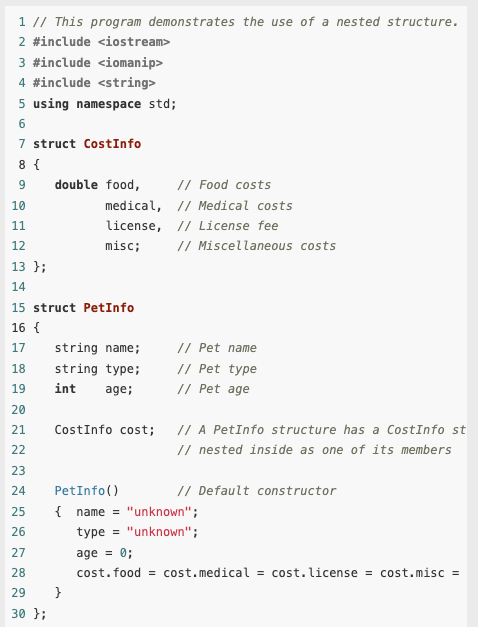 1 // This program demonstrates the use of a nested structure.
2 #include <iostream>
3 #include <iomanip>
4 #include <string>
5 using namespace std;
6
7 struct CostInfo
8 {
9    double food,     // Food costs
10          medical,  // Medical costs
11          license,  // License fee
12          misc;     // Miscellaneous costs
13 };
14
15 struct PetInfo
16 {
17   string name;     // Pet name
18   string type;     // Pet type
19   int    age;      // Pet age
20
21   CostInfo cost;   // A PetInfo structure has a CostInfo st
22                    // nested inside as one of its members
23
24   PetInfo()        // Default constructor
25   {  name = "unknown";
26      type = "unknown";
27      age = 0;
28      cost.food = cost.medical = cost.license = cost.misc =
29   }
30 };